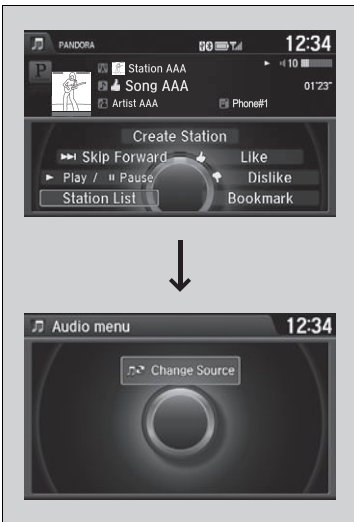 PANDORA
12:34
P
Station AAA
10
Song AAA
01'23"
Artist AAA
Phone#1
Create Station
Skip Forward
Like
Play / Pause
Dislike
Station List
Bookmark
Audio menu
12:34
Change Source